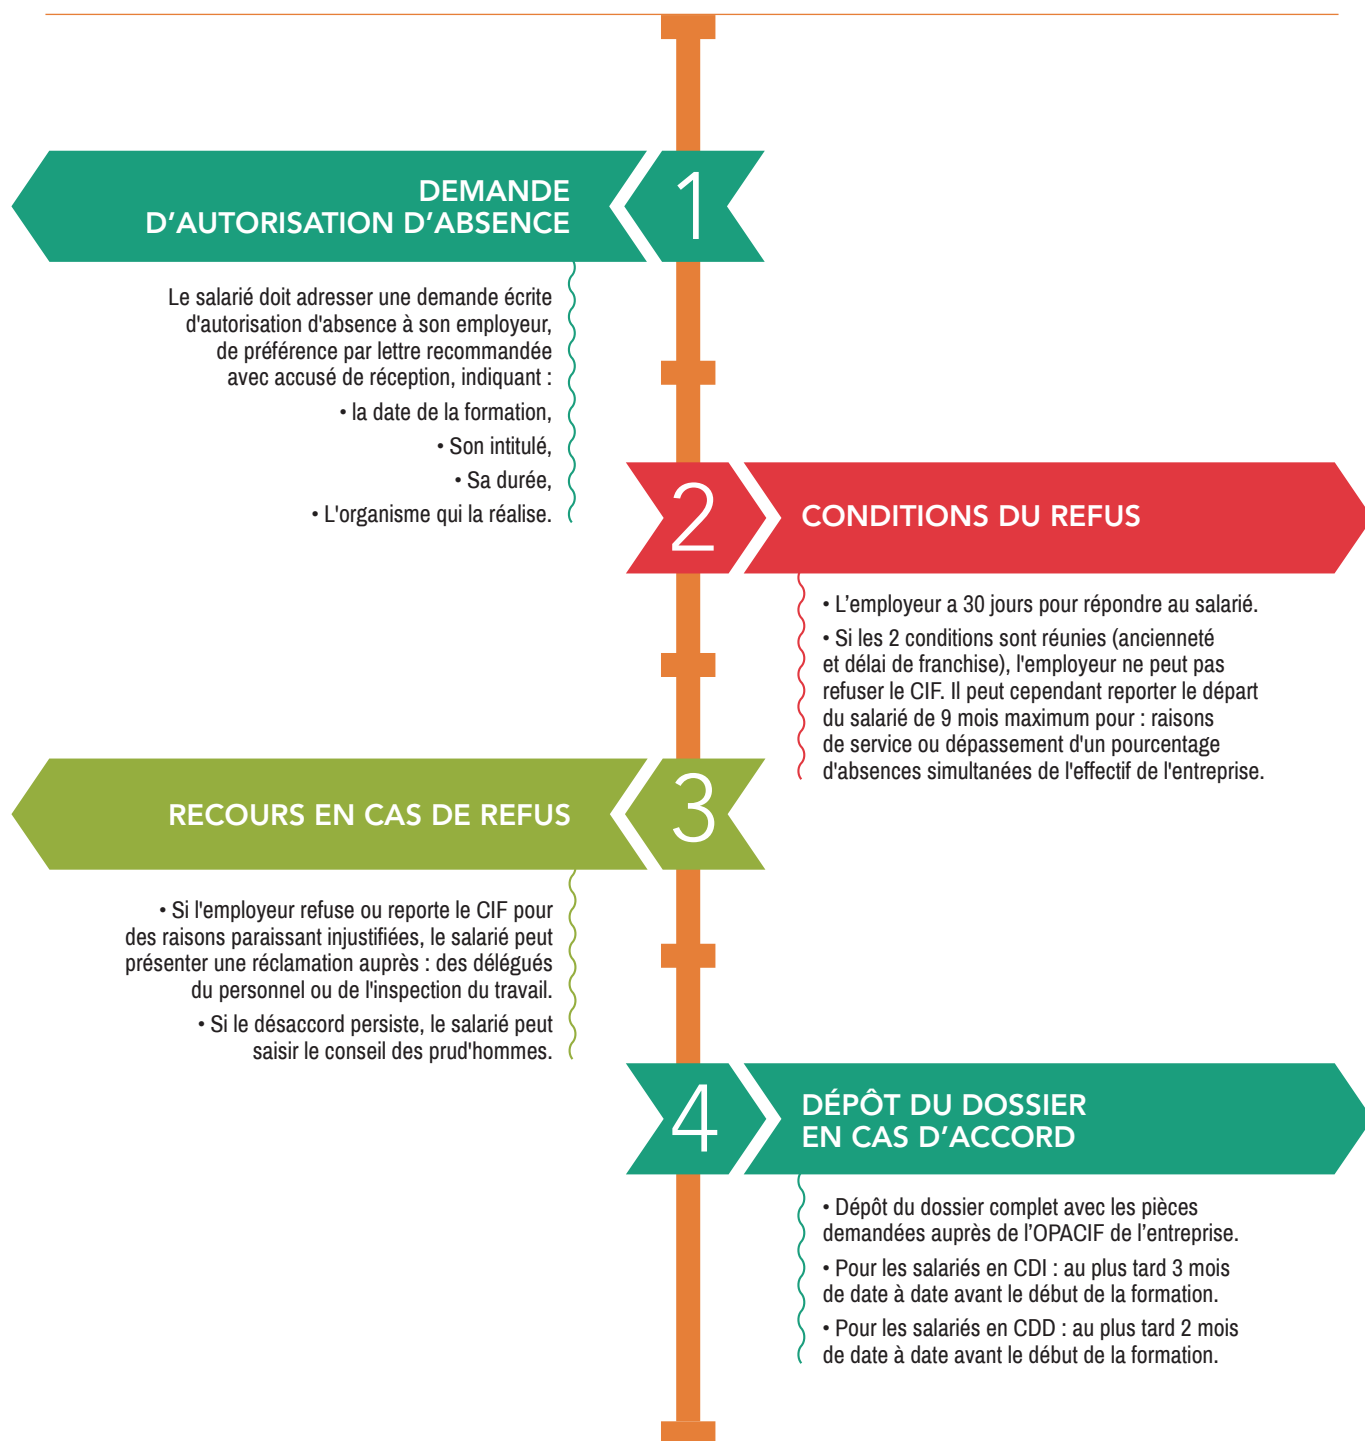 1
DEMANDE
D’AUTORISATION D’ABSENCE
Le salarié doit adresser une demande écrite
d'autorisation d'absence à son employeur,
de préférence par lettre recommandée
avec accusé de réception, indiquant :
• la date de la formation,
• Son intitulé,
• Sa durée,
• L'organisme qui la réalise.
2
CONDITIONS DU REFUS
• L’employeur a 30 jours pour répondre au salarié.
• Si les 2 conditions sont réunies (ancienneté
et délai de franchise), l'employeur ne peut pas
refuser le CIF. Il peut cependant reporter le départ
du salarié de 9 mois maximum pour : raisons
de service ou dépassement d'un pourcentage
d'absences simultanées de l'effectif de l'entreprise.
3
RECOURS EN CAS DE REFUS
• Si l'employeur refuse ou reporte le CIF pour
des raisons paraissant injustifiées, le salarié peut
présenter une réclamation auprès : des délégués
du personnel ou de l'inspection du travail.
• Si le désaccord persiste, le salarié peut
saisir le conseil des prud'hommes.
4
DÉPÔT DU DOSSIER
EN CAS D’ACCORD
• Dépôt du dossier complet avec les pièces
demandées auprès de l’OPACIF de l’entreprise.
• Pour les salariés en CDI : au plus tard 3 mois
de date à date avant le début de la formation.
• Pour les salariés en CDD : au plus tard 2 mois
de date à date avant le début de la formation.